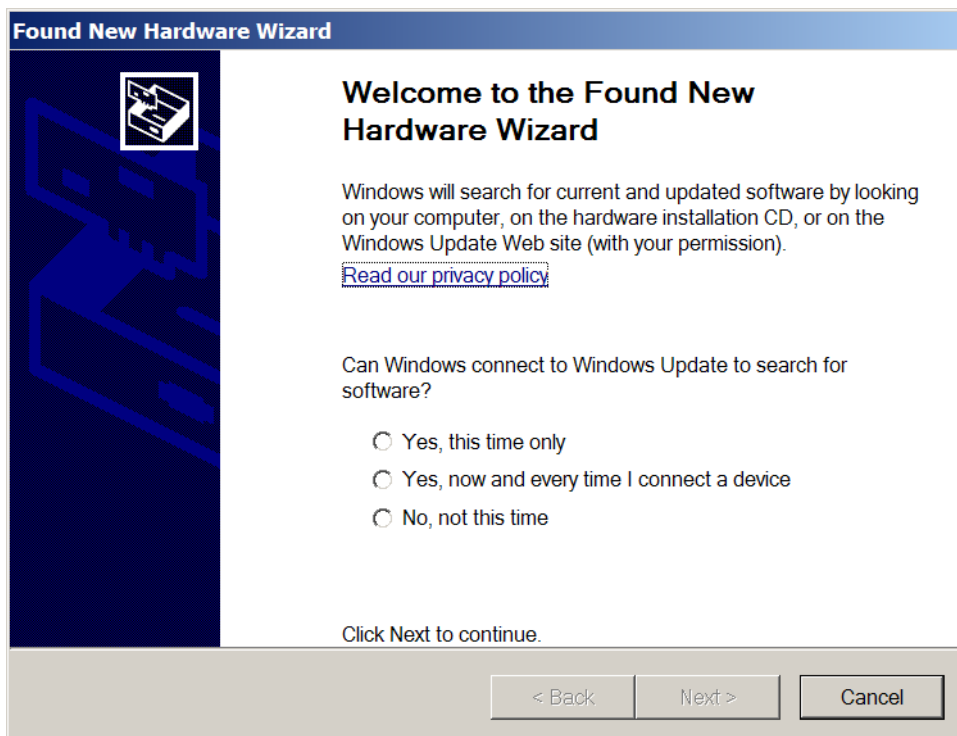 Found New Hardware Wizard
Welcome to the Found New
Hardware Wizard
Windows will search for current and updated software by looking
on your computer, on the hardware installation CD, or on the
Windows Update Web site (with your permission).
Read our privacy policy
Can Windows connect to Windows Update to search for
software?
Yes, this time only
Yes, now and every time I connect a device
No, not this time
Click Next to continue.
< Back Next > Cancel